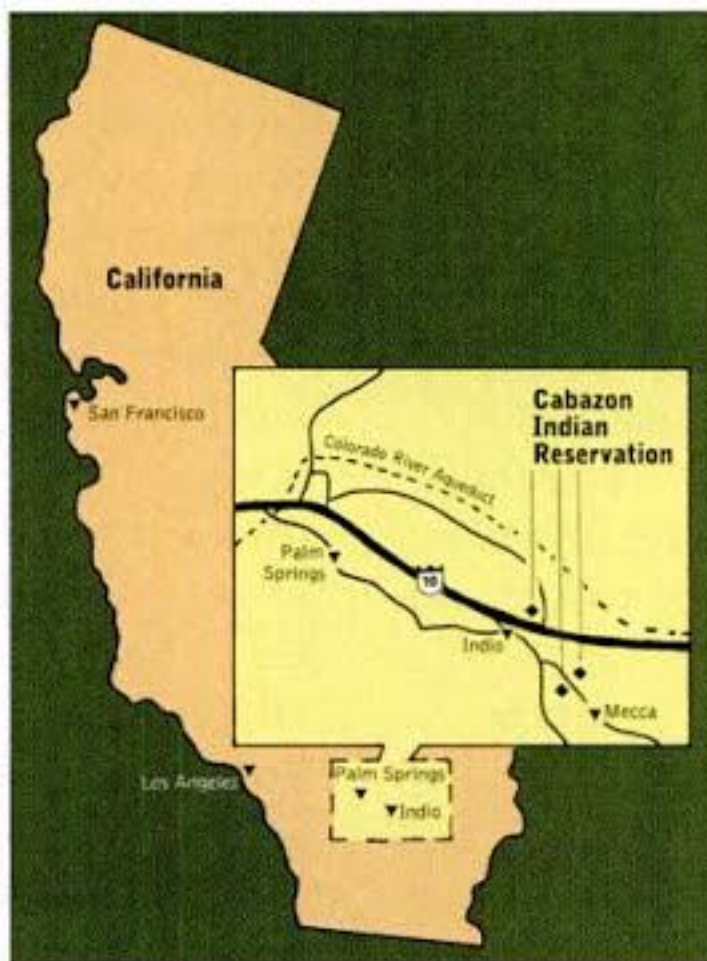 California
San Francisco
Cabazon
Indian
Reservation
Colorado River Aqueduct
Palm
Springs
10
Indio
Mecca
Los Angeles
Palm Springs
Indio